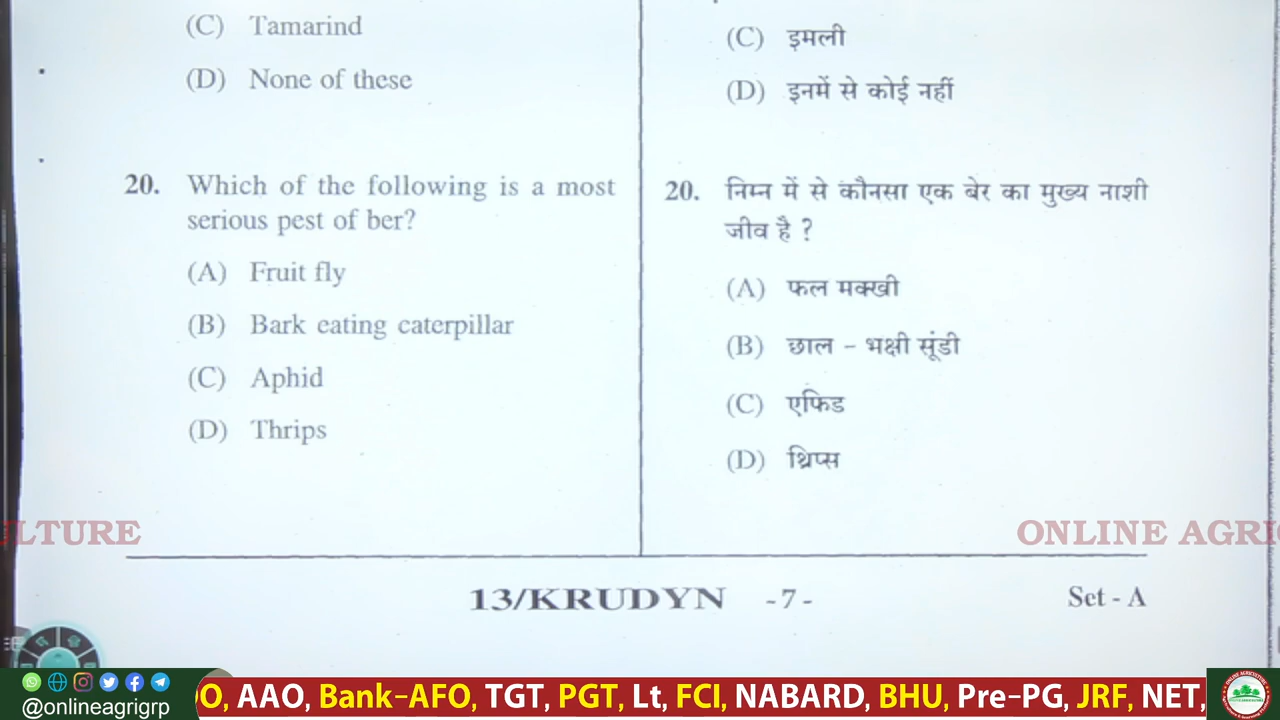 (C) Tamarind
(D) None of these
20. Which of the following is a most
serious pest of ber?
(A) Fruit fly
(B) Bark eating caterpillar
(C) Aphid
(D) Thrips
(C) इमली
(D) इनमें से कोई नहीं
20. निम्न में से कौनसा एक बेर का मुख्य नाशी
जीव है ?
(A) फल मक्खी
(B) छाल - भक्षी सूंडी
(C) एफिड
(D) थ्रिप्स
LTURE
ONLINE AGRI
13/KRUDYN -7- Set - A
@onlineagrigrp
O, AAO, Bank-AFO, TGT PGT, Lt, FCI, NABARD, BHU, Pre-PG, JRF, NET,